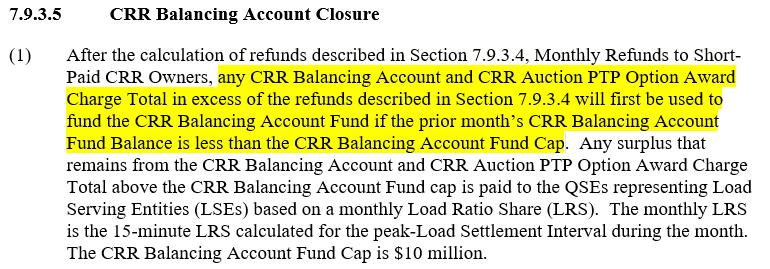 7.9.3.5 CRR Balancing Account Closure
(1) After the calculation of refunds described in Section 7.9.3.4, Monthly Refunds to Short-
Paid CRR Owners, any CRR Balancing Account and CRR Auction PTP Option Award
Charge Total in excess of the refunds described in Section 7.9.3.4 will first be used to
fund the CRR Balancing Account Fund if the prior month’s CRR Balancing Account
Fund Balance is less than the CRR Balancing Account Fund Cap.  Any surplus that
remains from the CRR Balancing Account and CRR Auction PTP Option Award Charge
Total above the CRR Balancing Account Fund cap is paid to the QSEs representing Load
Serving Entities (LSEs) based on a monthly Load Ratio Share (LRS).  The monthly LRS
is the 15-minute LRS calculated for the peak-Load Settlement Interval during the month.
The CRR Balancing Account Fund Cap is $10 million.